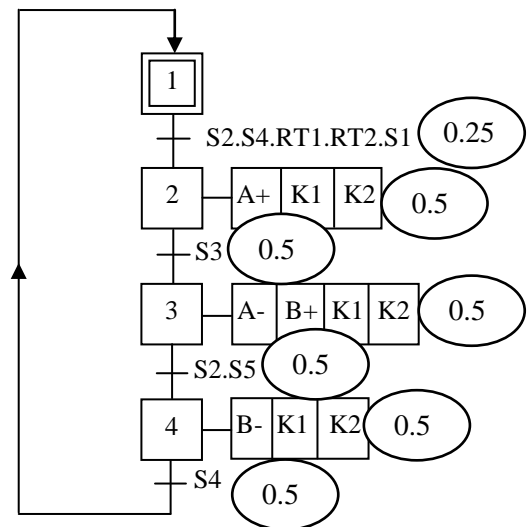 1
S2.S4.RT1.RT2.S1 0.25
2 A+ K1 K2 0.5
S3 0.5
3 A- B+ K1 K2 0.5
S2.S5 0.5
4 B- K1 K2 0.5
S4 0.5